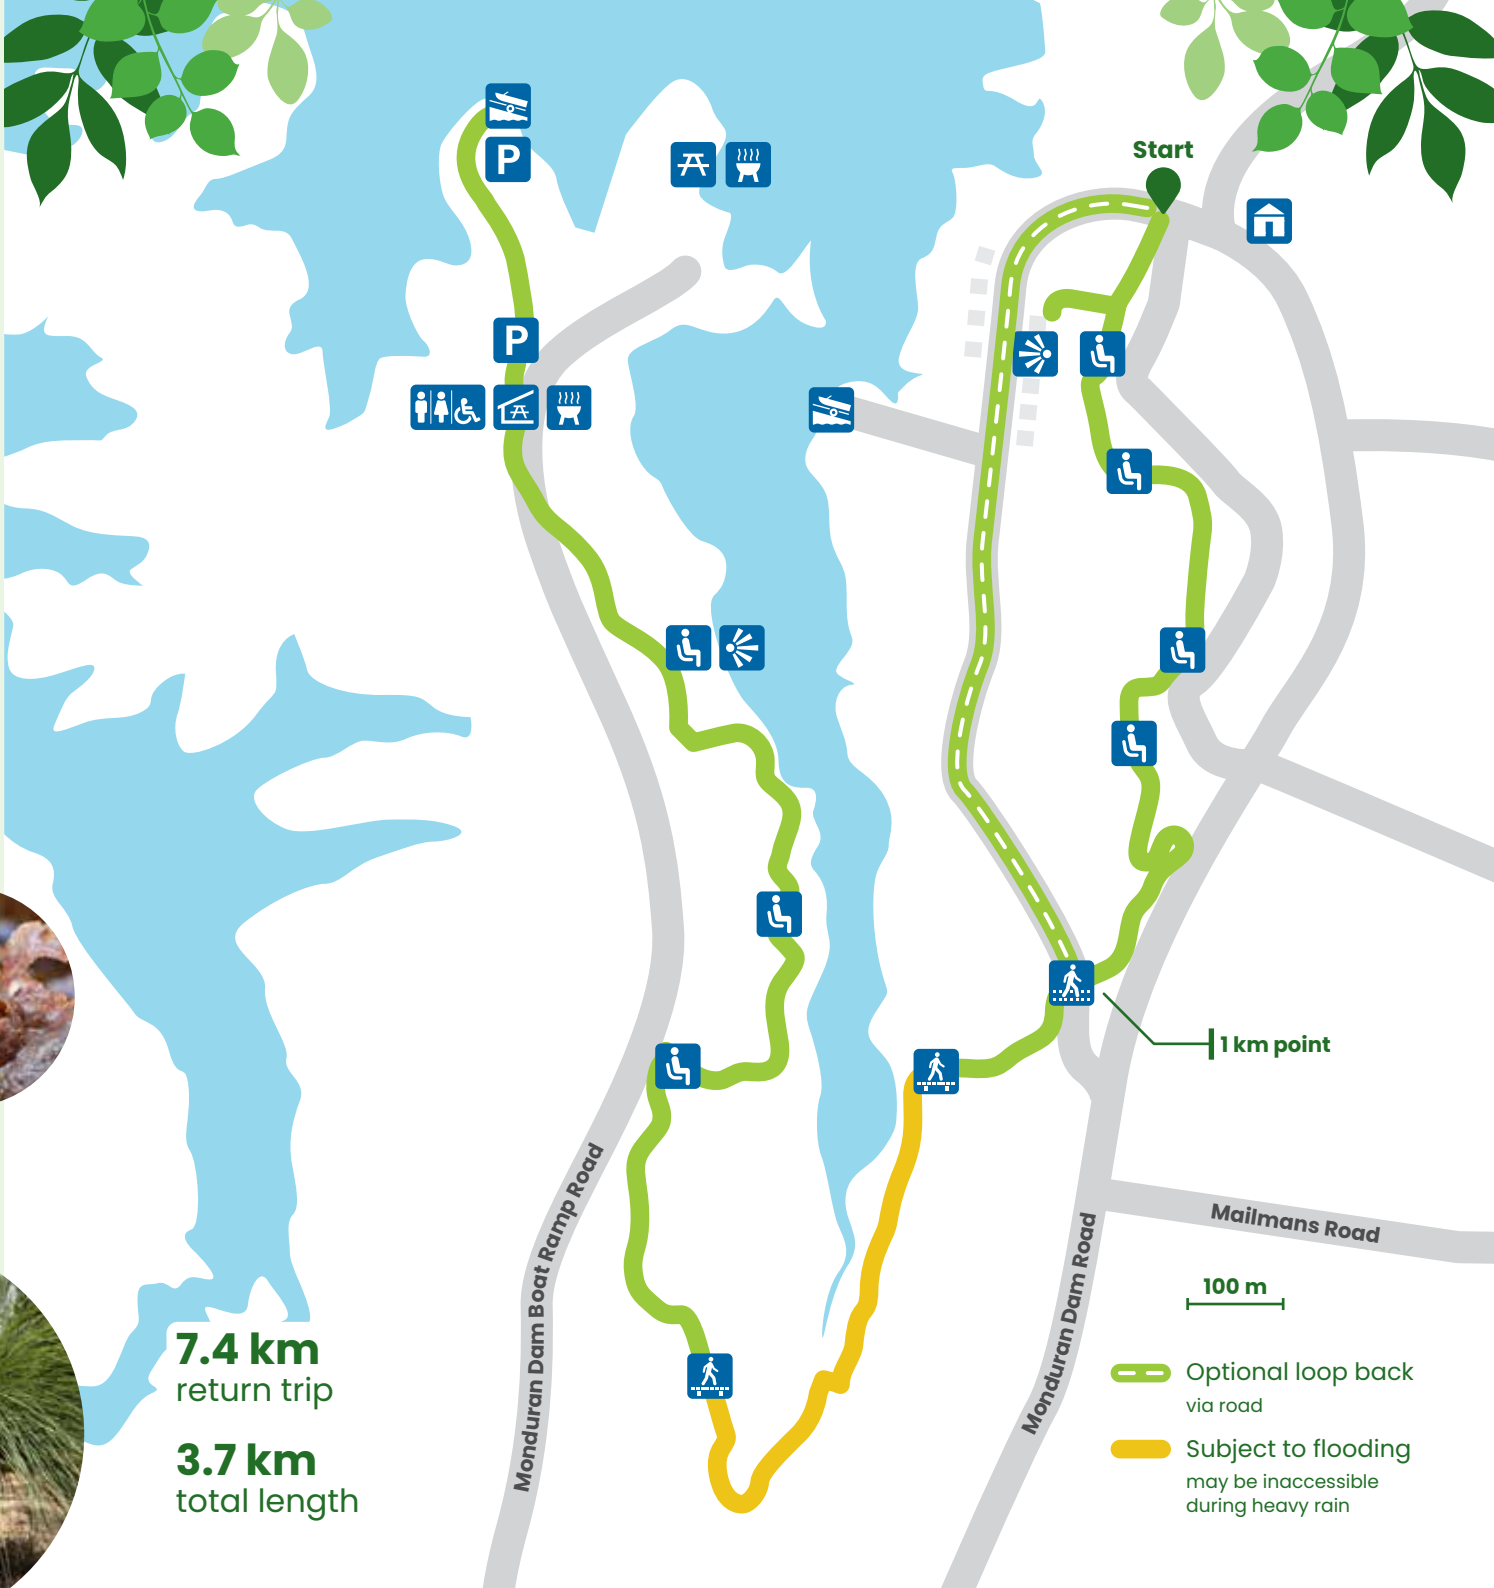 Start
P
P
1 km point
Monduran Dam Boat Ramp Road
Monduran Dam Road
Mailmans Road
100 m
7.4 km
return trip
3.7 km
total length
Optional loop back
via road
Subject to flooding
may be inaccessible
during heavy rain